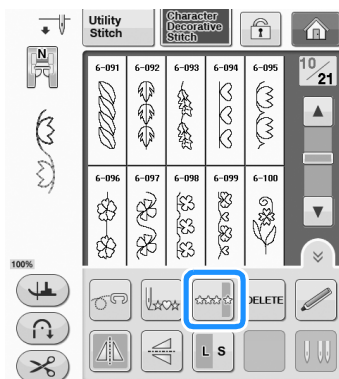 Utility
Stitch
Character
Decorative
Stitch
N
6-091 6-092 6-093 6-094 6-095
10/21
6-096 6-097 6-098 6-099 6-100
100%
DELETE
L S